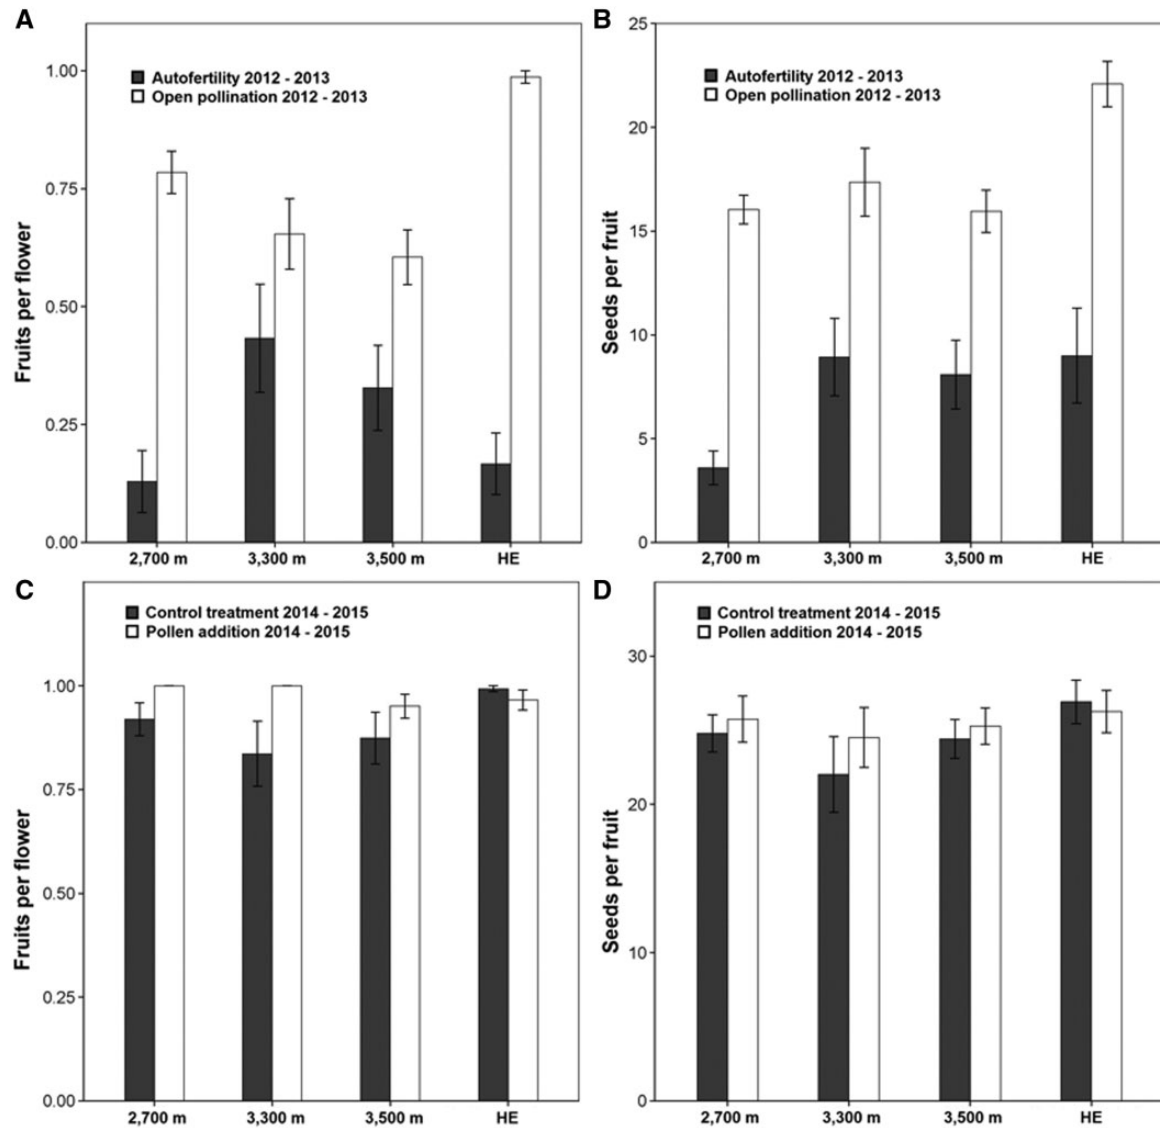 A
Autofertility 2012 - 2013
Open pollination 2012 - 2013
1.00
0.75
0.50
0.25
0.00
Fruits per flower
2,700 m 3,300 m 3,500 m HE
B
Autofertility 2012 - 2013
Open pollination 2012 - 2013
25
20
15
10
5
0
Seeds per fruit
2,700 m 3,300 m 3,500 m HE
C
Control treatment 2014 - 2015
Pollen addition 2014 - 2015
1.00
0.75
0.50
0.25
0.00
Fruits per flower
2,700 m 3,300 m 3,500 m HE
D
Control treatment 2014 - 2015
Pollen addition 2014 - 2015
30
20
10
0
Seeds per fruit
2,700 m 3,300 m 3,500 m HE